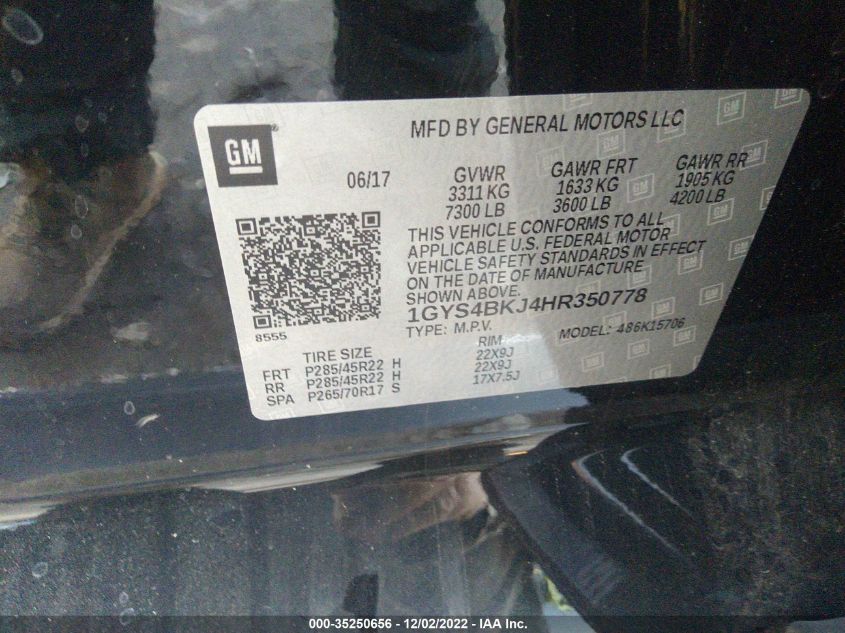 GM
MFD BY GENERAL MOTORS LLC
06/17
GVWR GAWR FRT GAWR RR
3311 KG 1633 KG 1905 KG
7300 LB 3600 LB 4200 LB
THIS VEHICLE CONFORMS TO ALL
APPLICABLE U.S. FEDERAL MOTOR
VEHICLE SAFETY STANDARDS IN EFFECT
ON THE DATE OF MANUFACTURE
SHOWN ABOVE.
1GYS4BKJ4HR350778
8555
TYPE: M.P.V. MODEL: 486K15706
TIRE SIZE RIM
FRT P285/45R22 H 22X9J
RR P285/45R22 H 22X9J
SPA P265/70R17 S 17X7.5J
000-35250656 - 12/02/2022 - IAA Inc.